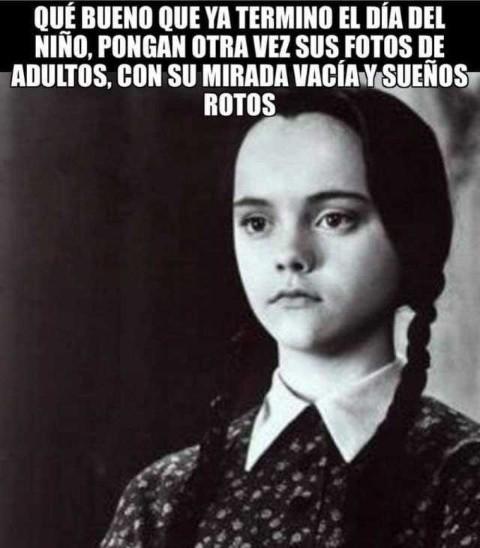 QUÉ BUENO QUE YA TERMINO EL DÍA DEL
NIÑO, PONGAN OTRA VEZ SUS FOTOS DE
ADULTOS, CON SU MIRADA VACÍA Y SUEÑOS
ROTOS